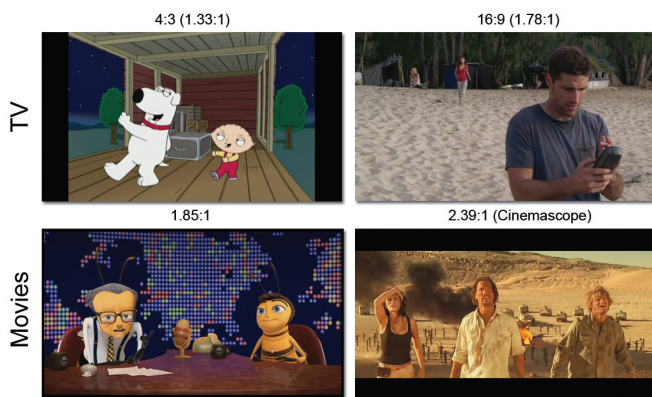 4:3 (1.33:1)
16:9 (1.78:1)
TV
1.85:1
2.39:1 (Cinemascope)
Movies